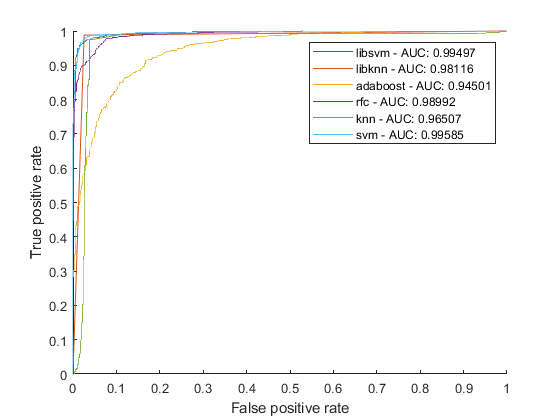 1
0.9
0.8
0.7
0.6
0.5
0.4
0.3
0.2
0.1
0
True positive rate
libsvm - AUC: 0.99497
libknn - AUC: 0.98116
adaboost - AUC: 0.94501
rfc - AUC: 0.98992
knn - AUC: 0.96507
svm - AUC: 0.99585
0 0.1 0.2 0.3 0.4 0.5 0.6 0.7 0.8 0.9 1
False positive rate